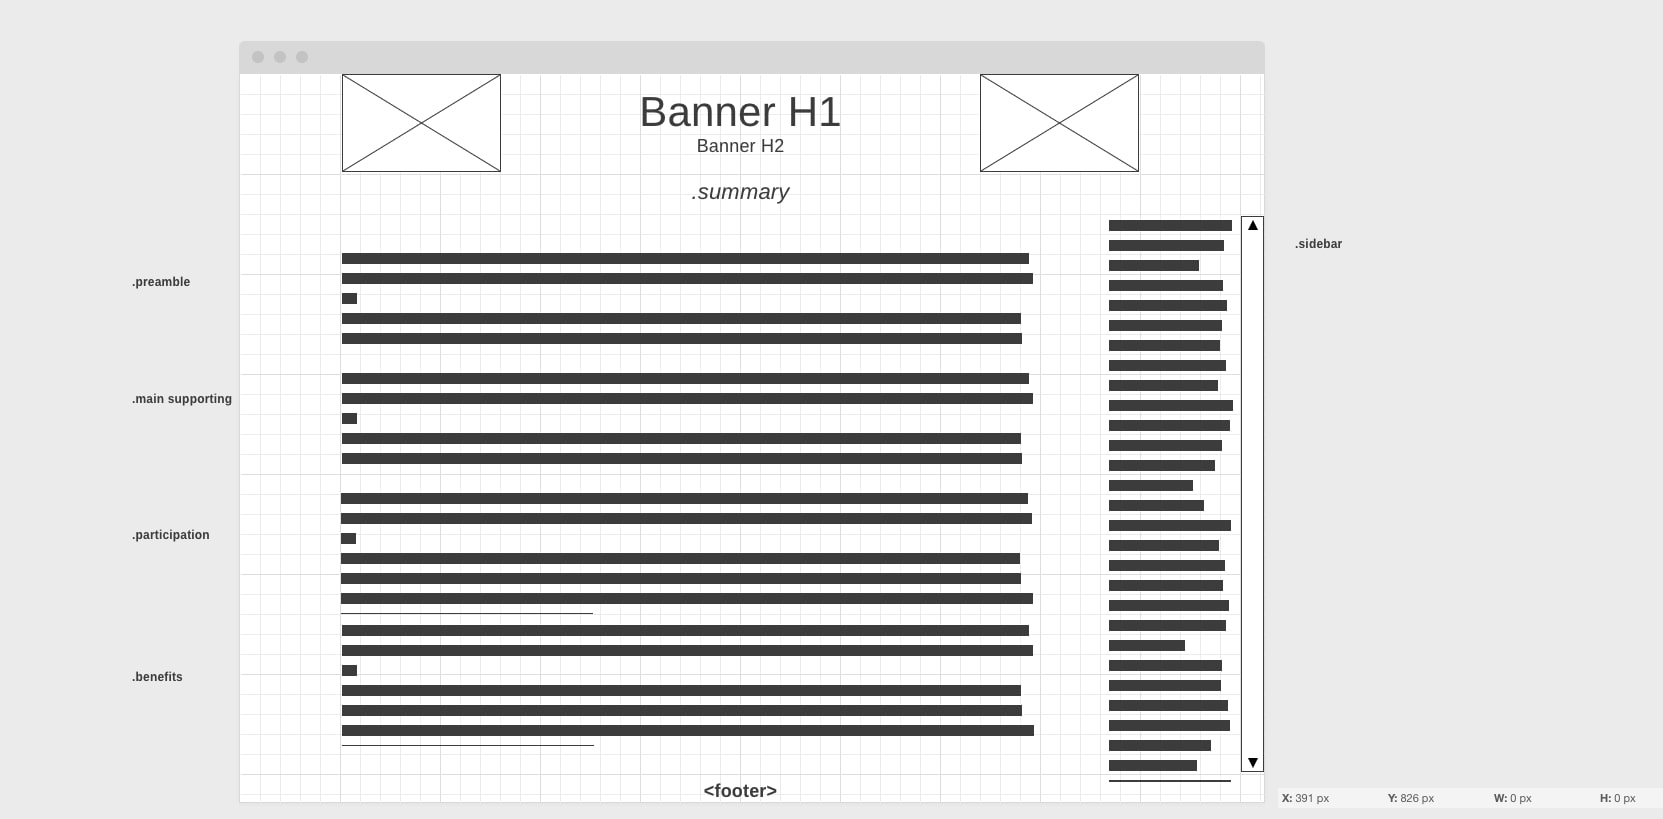 Banner H1
Banner H2
.summary
.sidebar
.preamble
.main supporting
.participation
.benefits
<footer>
X: 391 px Y: 826 px W: 0 px H: 0 px